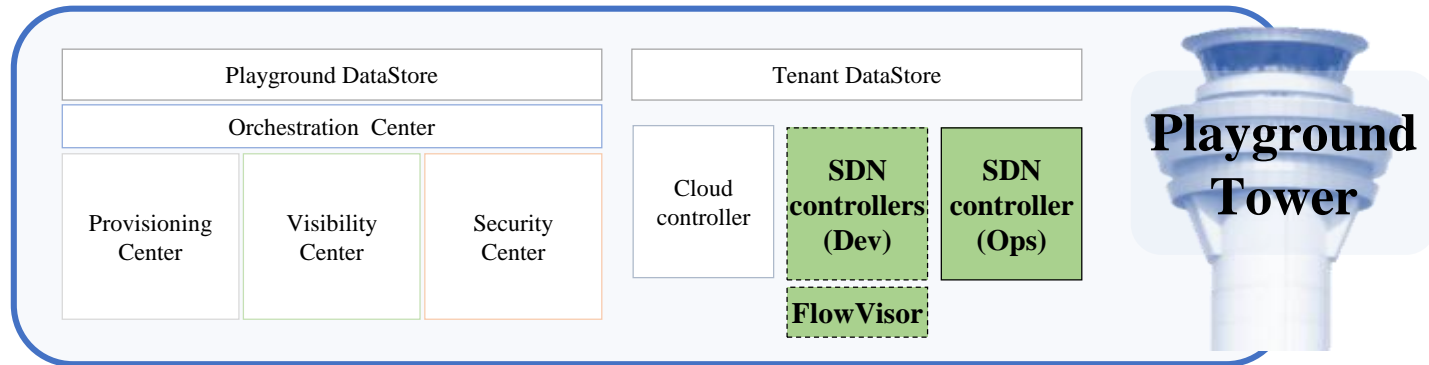 Playground DataStore
Orchestration Center
Provisioning
Center
Visibility
Center
Security
Center
Tenant DataStore
Cloud
controller
SDN
controllers
(Dev)
FlowVisor
SDN
controller
(Ops)
Playground
Tower